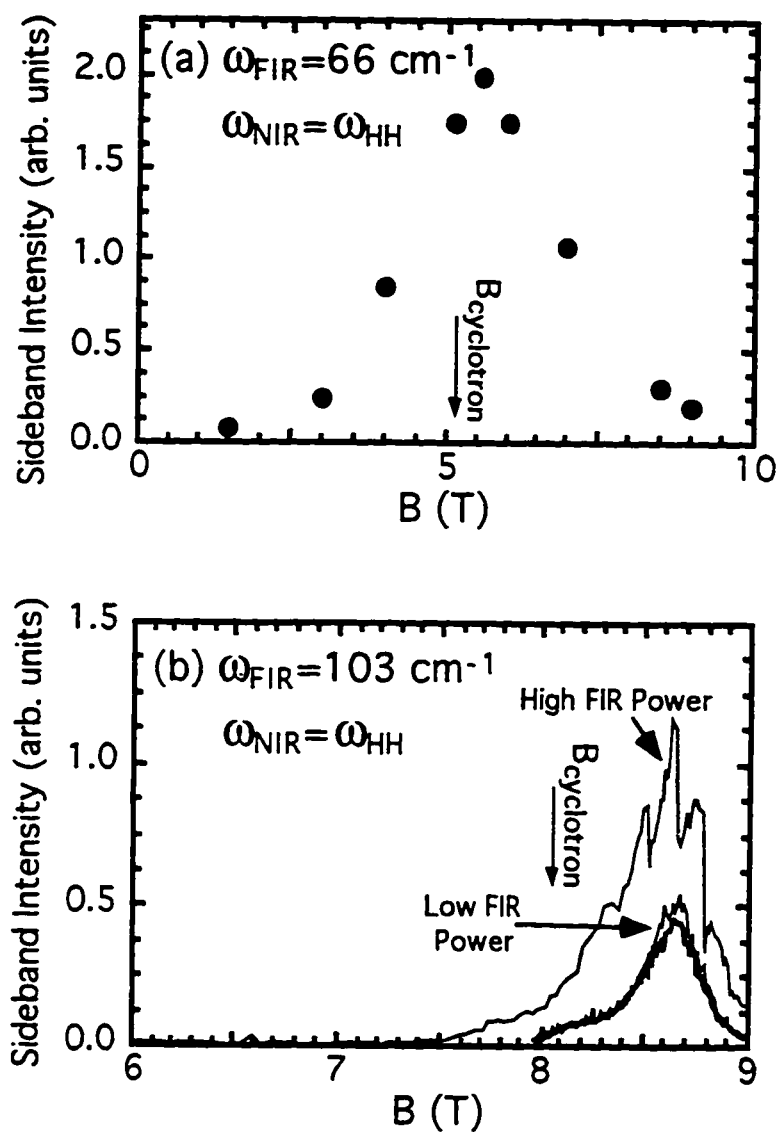 (a) ωFIR=66 cm-1
ωNIR=ωHH
Sideband Intensity (arb. units)
2.0
1.5
1.0
0.5
0.0
Bcyclotron
0 5 10
B (T)
(b) ωFIR=103 cm-1
ωNIR=ωHH
Sideband Intensity (arb. units)
1.5
1.0
0.5
0.0
High FIR Power
Bcyclotron
Low FIR
Power
6 7 8 9
B (T)